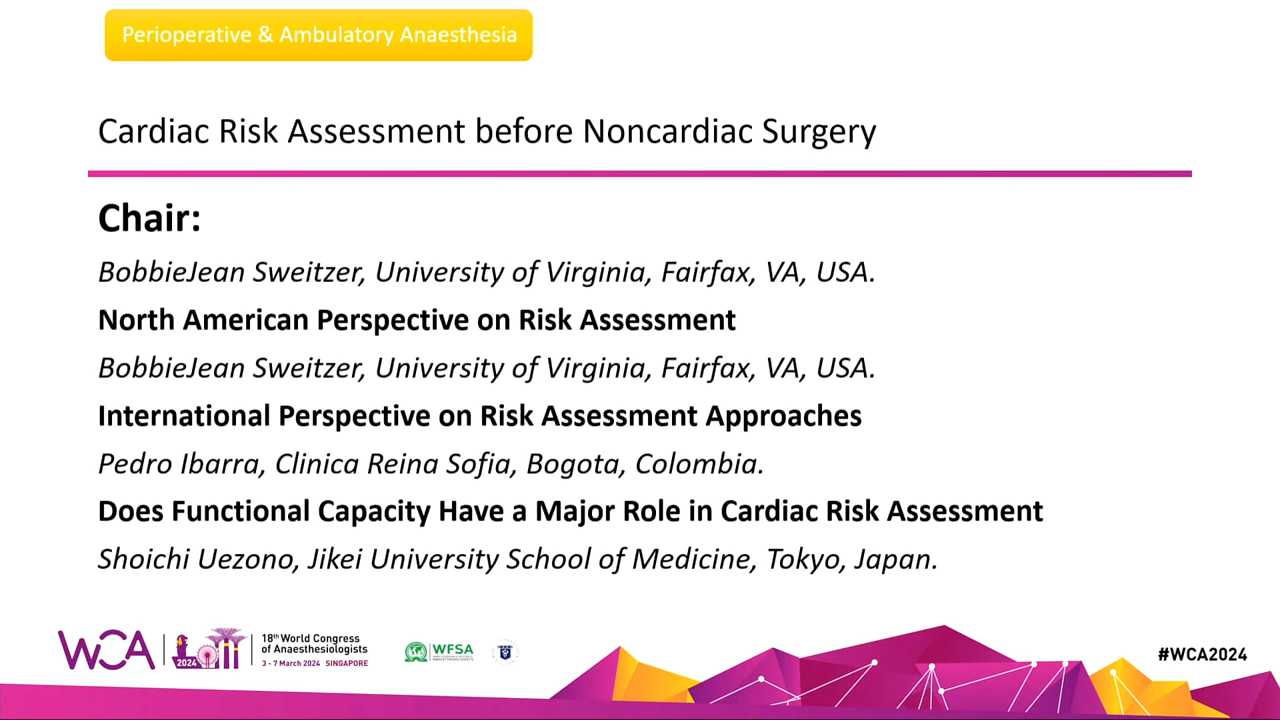 Perioperative & Ambulatory Anaesthesia
Cardiac Risk Assessment before Noncardiac Surgery
Chair:
BobbieJean Sweitzer, University of Virginia, Fairfax, VA, USA.
North American Perspective on Risk Assessment
BobbieJean Sweitzer, University of Virginia, Fairfax, VA, USA.
International Perspective on Risk Assessment Approaches
Pedro Ibarra, Clinica Reina Sofia, Bogota, Colombia.
Does Functional Capacity Have a Major Role in Cardiac Risk Assessment
Shoichi Uezono, Jikei University School of Medicine, Tokyo, Japan.
WCA
2024
18th World Congress
of Anaesthesiologists
3 - 7 March 2024 SINGAPORE
WFSA
#WCA2024